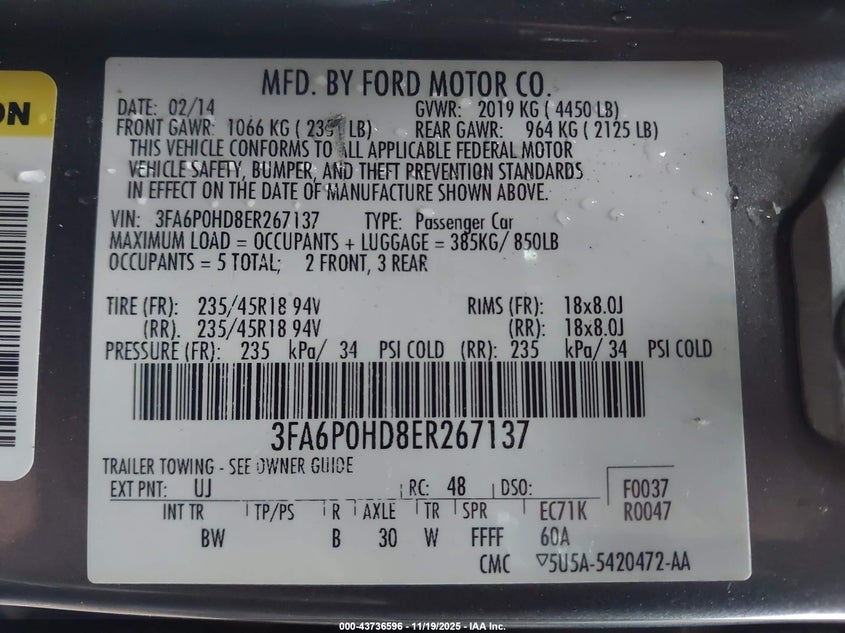 ON
MFD. BY FORD MOTOR CO.
DATE: 02/14 GVWR: 2019 KG ( 4450 LB)
FRONT GAWR: 1066 KG ( LB) REAR GAWR: 964 KG ( 2125 LB)
THIS VEHICLE CONFORMS TO ALL APPLICABLE FEDERAL MOTOR
VEHICLE SAFETY, BUMPER, AND THEFT PREVENTION STANDARDS
IN EFFECT ON THE DATE OF MANUFACTURE SHOWN ABOVE.
VIN: 3FA6P0HD8ER267137 TYPE: Passenger Car
MAXIMUM LOAD = OCCUPANTS + LUGGAGE = 385KG/ 850LB
OCCUPANTS = 5 TOTAL; 2 FRONT, 3 REAR
TIRE (FR): 235/45R18 94V RIMS (FR): 18x8.0J
(RR). 235/45R18 94V (RR): 18x8.0J
PRESSURE (FR): 235 kPa/ 34 PSI COLD (RR): 235 kPa/ 34 PSI COLD
3FA6P0HD8ER267137
TRAILER TOWING - SEE OWNER GUIDE
EXT PNT: UJ RC: 48 DSO: F0037
INT TR TP/PS R AXLE TR SPR EC71K R0047
BW B 30 W FFFF 60A
CMC ▽5U5A-5420472-AA
000-43736596 - 11/19/2025 - IAA Inc.